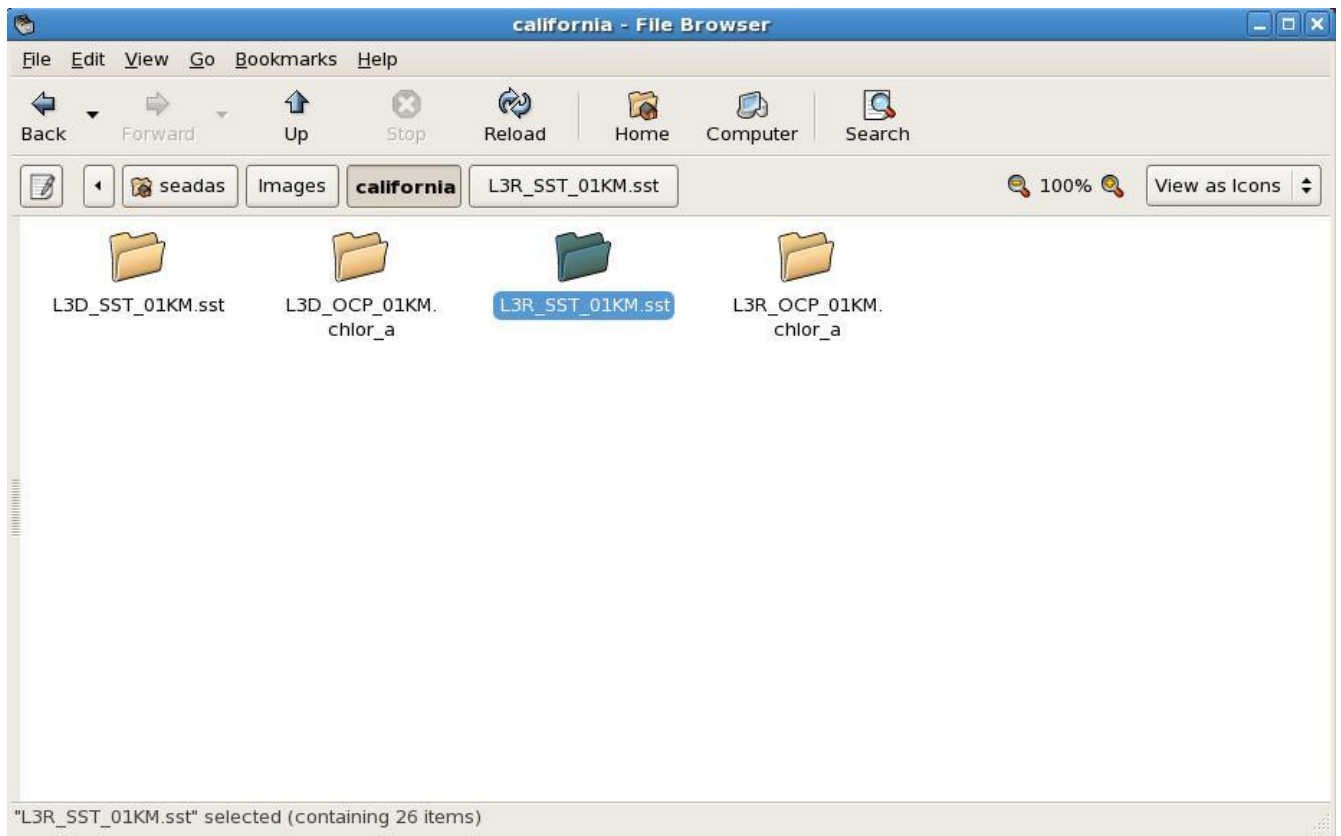 california - File Browser
File Edit View Go Bookmarks Help
Back Forward Up Stop Reload Home Computer Search
seadas Images california L3R_SST_01KM.sst 100% View as Icons
L3D_SST_01KM.sst L3D_OCP_01KM. L3R_SST_01KM.sst L3R_OCP_01KM.
chlor_a chlor_a
"L3R_SST_01KM.sst" selected (containing 26 items)